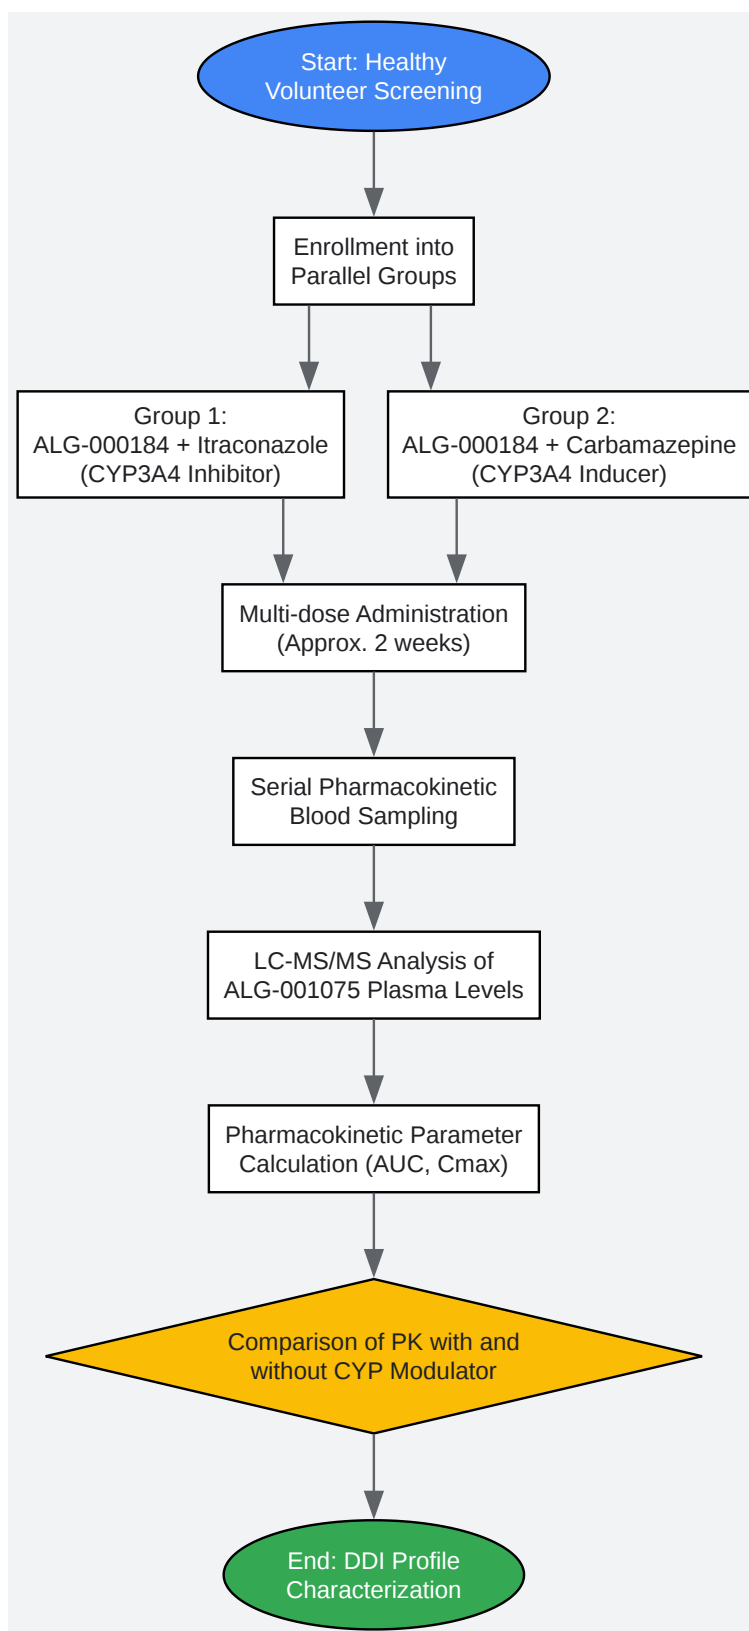 Start: Healthy
Volunteer Screening
Enrollment into
Parallel Groups
Group 1:
ALG-000184 + Itraconazole
(CYP3A4 Inhibitor)
Group 2:
ALG-000184 + Carbamazepine
(CYP3A4 Inducer)
Multi-dose Administration
(Approx. 2 weeks)
Serial Pharmacokinetic
Blood Sampling
LC-MS/MS Analysis of
ALG-001075 Plasma Levels
Pharmacokinetic Parameter
Calculation (AUC, Cmax)
Comparison of PK with and
without CYP Modulator
End: DDI Profile
Characterization